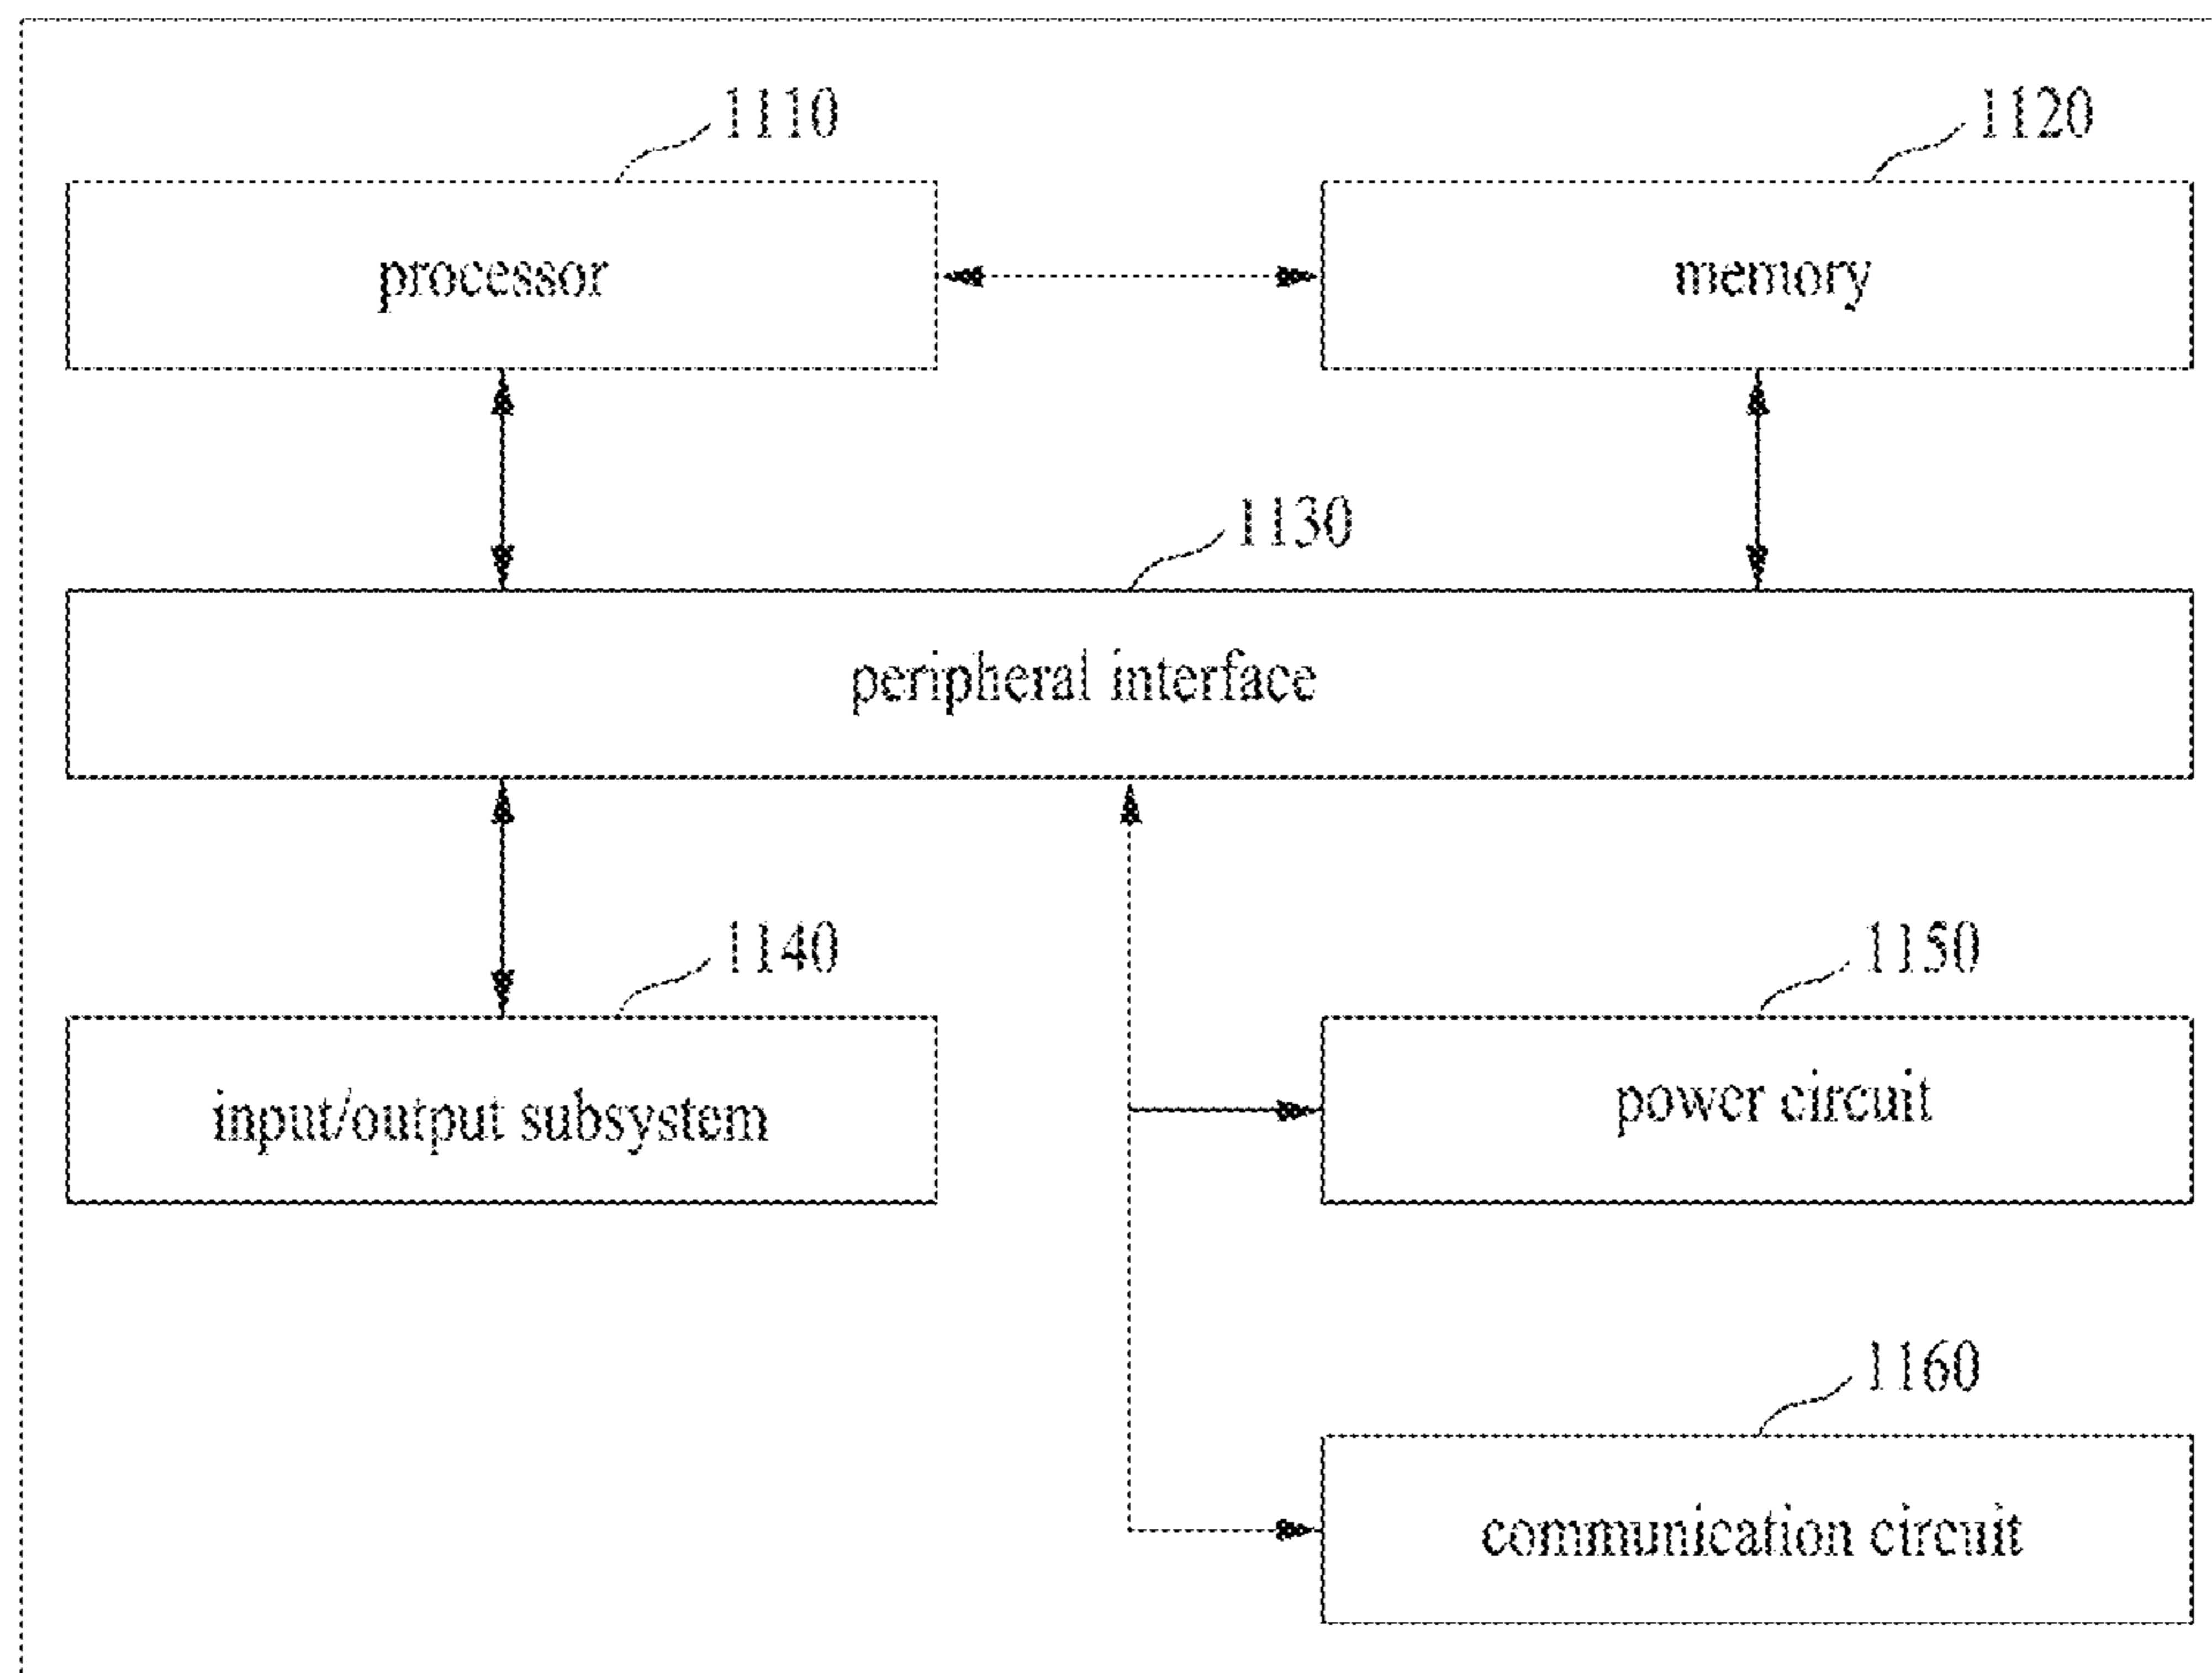 1110
1120
processor
memory
1130
peripheral interface
1140
1150
input/output subsystem
power circuit
1160
communication circuit